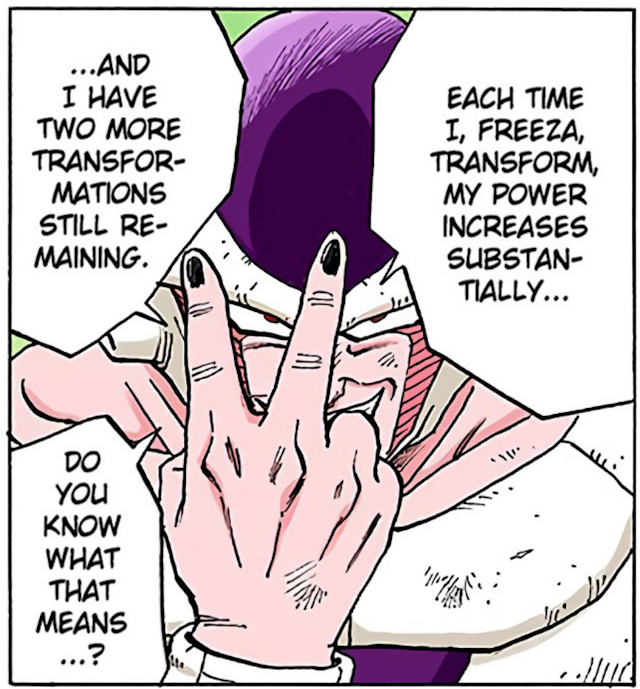 EACH TIME
I, FREEZA,
TRANSFORM,
MY POWER
INCREASES
SUBSTAN-
TIALLY...
...AND
I HAVE
TWO MORE
TRANSFOR-
MATIONS
STILL RE-
MAINING.
DO
YOU
KNOW
WHAT
THAT
MEANS
...?